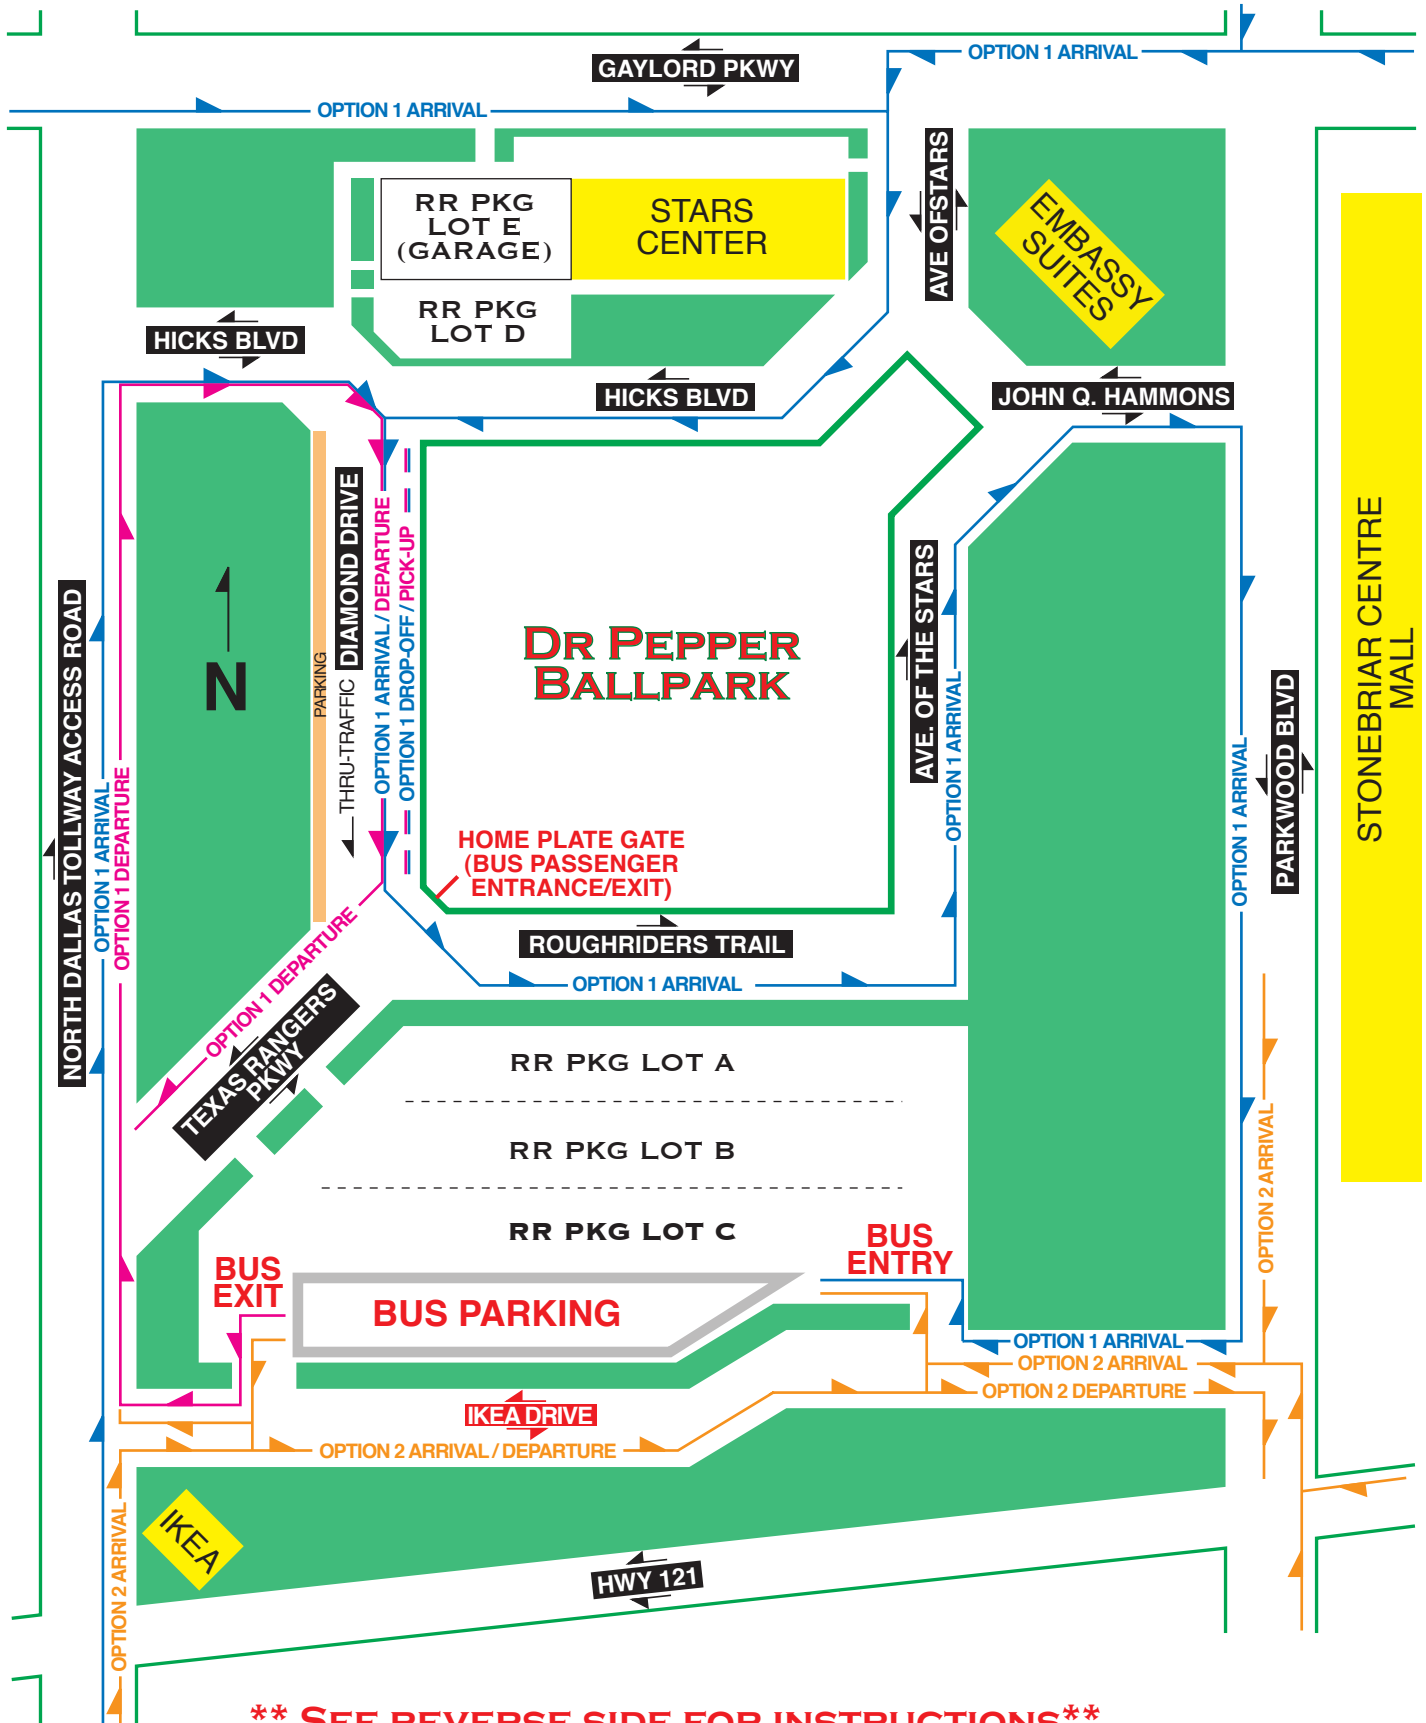 OPTION 1 ARRIVAL
GAYLORD PKWY
OPTION 1 ARRIVAL
RR PKG
LOT E
(GARAGE)
STARS
CENTER
AVE OFSTARS
EMBASSY
SUITES
RR PKG
LOT D
HICKS BLVD
HICKS BLVD
JOHN Q. HAMMONS
DIAMOND DRIVE
THRU-TRAFFIC
PARKING
OPTION 1 ARRIVAL / DEPARTURE
OPTION 1 DROP-OFF / PICK-UP
N
NORTH DALLAS TOLLWAY ACCESS ROAD
OPTION 1 ARRIVAL
OPTION 1 DEPARTURE
DR PEPPER
BALLPARK
AVE. OF THE STARS
OPTION 1 ARRIVAL
OPTION 1 ARRIVAL
PARKWOOD BLVD
STONEBRIAR CENTRE
MALL
HOME PLATE GATE
(BUS PASSENGER
ENTRANCE/EXIT)
ROUGHRIDERS TRAIL
OPTION 1 ARRIVAL
OPTION 1 DEPARTURE
TEXAS RANGERS
PKWY
RR PKG LOT A
RR PKG LOT B
RR PKG LOT C
OPTION 2 ARRIVAL
BUS
ENTRY
BUS
EXIT
BUS PARKING
OPTION 1 ARRIVAL
OPTION 2 ARRIVAL
OPTION 2 DEPARTURE
IKEA DRIVE
OPTION 2 ARRIVAL / DEPARTURE
OPTION 2 ARRIVAL
IKEA
HWY 121
** SEE REVERSE SIDE FOR INSTRUCTIONS**